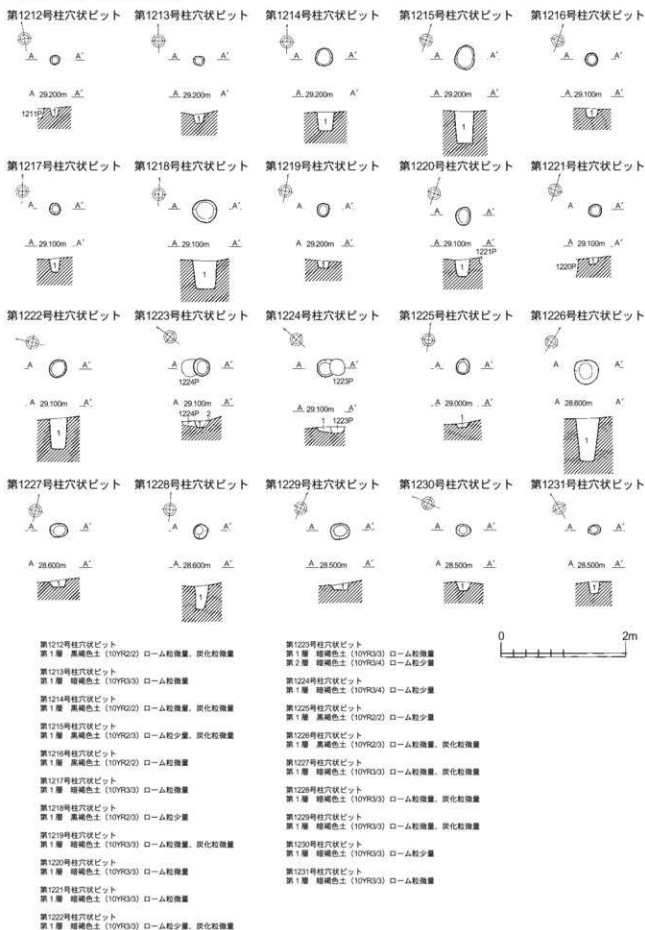 第1212号柱穴状ピット 第1213号柱穴状ピット 第1214号柱穴状ピット 第1215号柱穴状ピット 第1216号柱穴状ピット
A A′ A A′ A A′ A A′ A A′
A 29.200m A′ A 29.200m A′ A 29.200m A′ A 29.200m A′ A 29.100m A′
1211P 1 1 1 1 1
第1217号柱穴状ピット 第1218号柱穴状ピット 第1219号柱穴状ピット 第1220号柱穴状ピット 第1221号柱穴状ピット
A A′ A A′ A A′ A A′ A A′
A 29.100m A′ A 29.100m A′ A 29.200m A′ A 29.100m A′ A 29.100m A′
1 1 1 1 1221P 1220P 1
第1222号柱穴状ピット 第1223号柱穴状ピット 第1224号柱穴状ピット 第1225号柱穴状ピット 第1226号柱穴状ピット
A A′ A A′ A A′ A A′ A A′
1224P 1223P
A 29.100m A′ A 29.100m A′ A 29.100m A′ A 29.000m A′ A 28.600m A′
1 1224P 1 2 1 1223P 1 1
第1227号柱穴状ピット 第1228号柱穴状ピット 第1229号柱穴状ピット 第1230号柱穴状ピット 第1231号柱穴状ピット
A A′ A A′ A A′ A A′ A A′
A 28.600m A′ A 28.600m A′ A 28.500m A′ A 28.500m A′ A 28.500m A′
1 1 1 1 1
第1212号柱穴状ピット
第1層 黒褐色土（10YR2/2）ローム粒微量、炭化粒微量
第1213号柱穴状ピット
第1層 暗褐色土（10YR3/3）ローム粒微量
第1214号柱穴状ピット
第1層 黒褐色土（10YR2/2）ローム粒微量、炭化粒微量
第1215号柱穴状ピット
第1層 黒褐色土（10YR2/3）ローム粒少量、炭化粒微量
第1216号柱穴状ピット
第1層 黒褐色土（10YR2/2）ローム粒微量
第1217号柱穴状ピット
第1層 暗褐色土（10YR3/3）ローム粒微量
第1218号柱穴状ピット
第1層 黒褐色土（10YR2/3）ローム粒少量
第1219号柱穴状ピット
第1層 暗褐色土（10YR3/3）ローム粒微量、炭化粒微量
第1220号柱穴状ピット
第1層 暗褐色土（10YR3/3）ローム粒微量
第1221号柱穴状ピット
第1層 暗褐色土（10YR3/3）ローム粒微量
第1222号柱穴状ピット
第1層 暗褐色土（10YR3/3）ローム粒少量、炭化粒微量
第1223号柱穴状ピット
第1層 暗褐色土（10YR3/3）ローム粒微量
第2層 暗褐色土（10YR3/4）ローム粒少量
第1224号柱穴状ピット
第1層 暗褐色土（10YR3/4）ローム粒少量
第1225号柱穴状ピット
第1層 黒褐色土（10YR2/2）ローム粒少量
第1226号柱穴状ピット
第1層 黒褐色土（10YR2/3）ローム粒微量、炭化粒微量
第1227号柱穴状ピット
第1層 暗褐色土（10YR3/3）ローム粒微量、炭化粒微量
第1228号柱穴状ピット
第1層 暗褐色土（10YR3/3）ローム粒微量、炭化粒微量
第1229号柱穴状ピット
第1層 暗褐色土（10YR3/3）ローム粒微量、炭化粒微量
第1230号柱穴状ピット
第1層 暗褐色土（10YR3/3）ローム粒少量
第1231号柱穴状ピット
第1層 暗褐色土（10YR3/3）ローム粒微量
0 2m